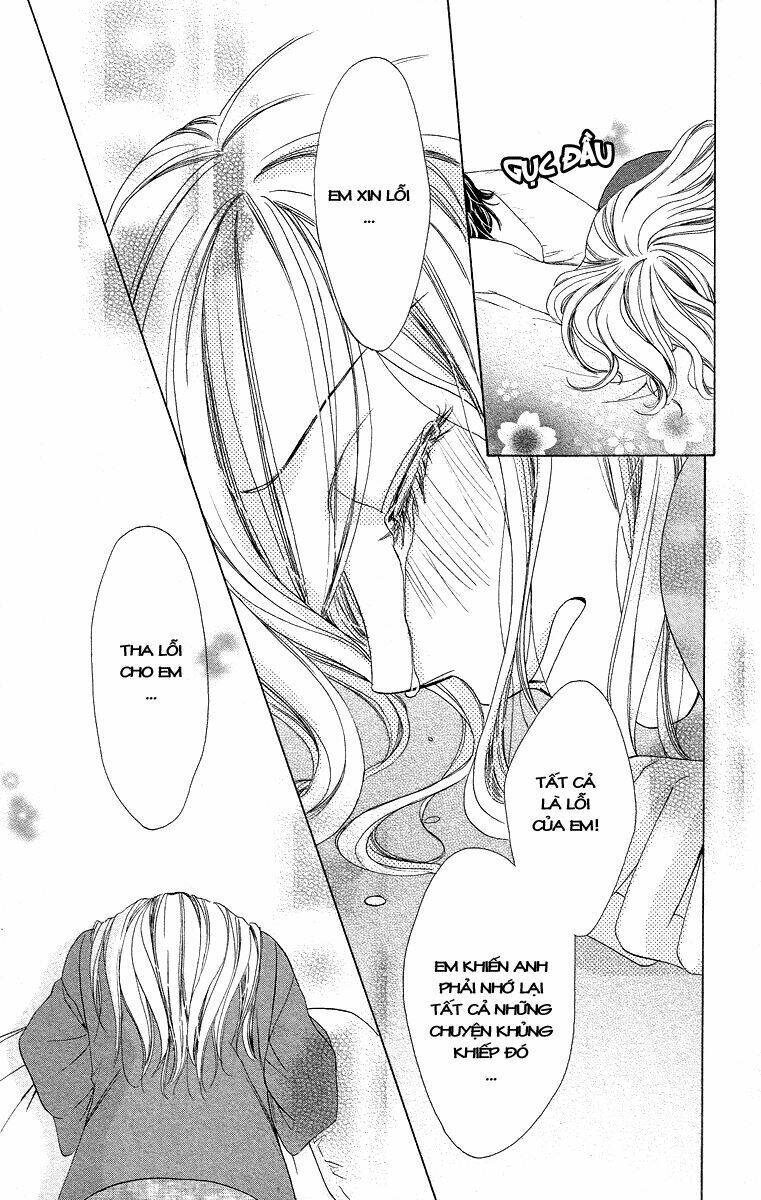 GỤC ĐẦU
EM XIN LỖI
...
TẤT CẢ
LÀ LỖI
CỦA EM!
EM KHIẾN ANH
PHẢI NHỚ LẠI
TẤT CẢ NHỮNG
CHUYỆN KHỦNG
KHIẾP ĐÓ
...
THA LỖI
CHO EM
...